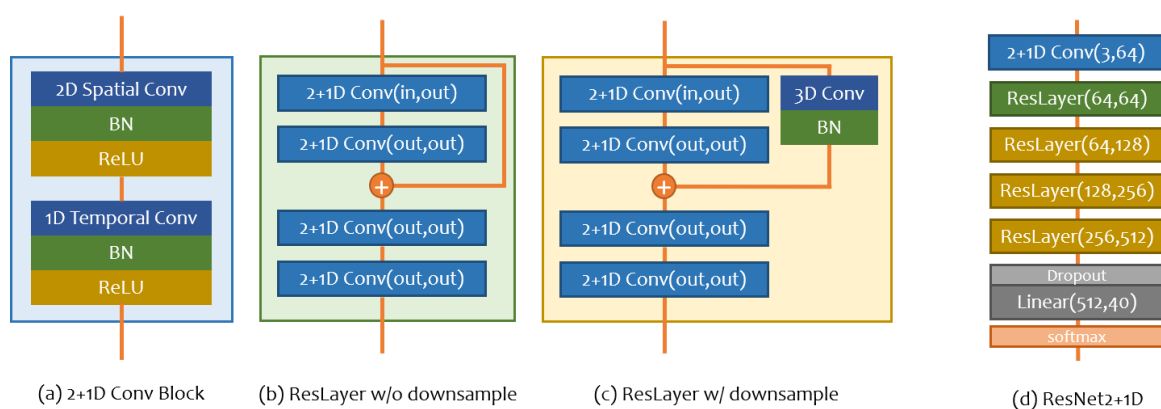 2D Spatial Conv
BN
ReLU
1D Temporal Conv
BN
ReLU
(a) 2+1D Conv Block
2+1D Conv(in,out)
2+1D Conv(out,out)
+
2+1D Conv(out,out)
2+1D Conv(out,out)
(b) ResLayer w/o downsample
2+1D Conv(in,out)
2+1D Conv(out,out)
3D Conv
BN
+
2+1D Conv(out,out)
2+1D Conv(out,out)
(c) ResLayer w/ downsample
2+1D Conv(3,64)
ResLayer(64,64)
ResLayer(64,128)
ResLayer(128,256)
ResLayer(256,512)
Dropout
Linear(512,40)
softmax
(d) ResNet2+1D